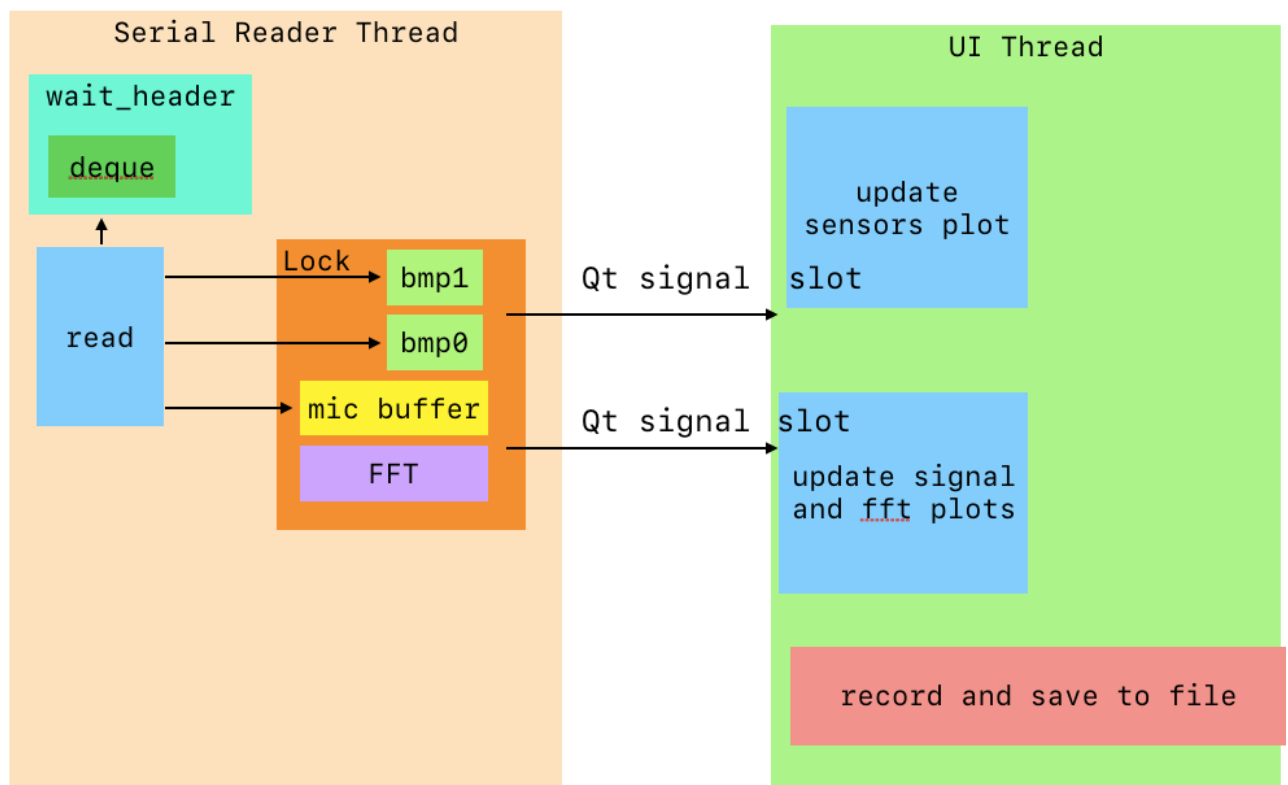 Serial Reader Thread
wait_header
deque
read
Lock
bmp1
bmp0
mic buffer
FFT
Qt signal
Qt signal
UI Thread
update
sensors plot
slot
slot
update signal
and fft plots
record and save to file